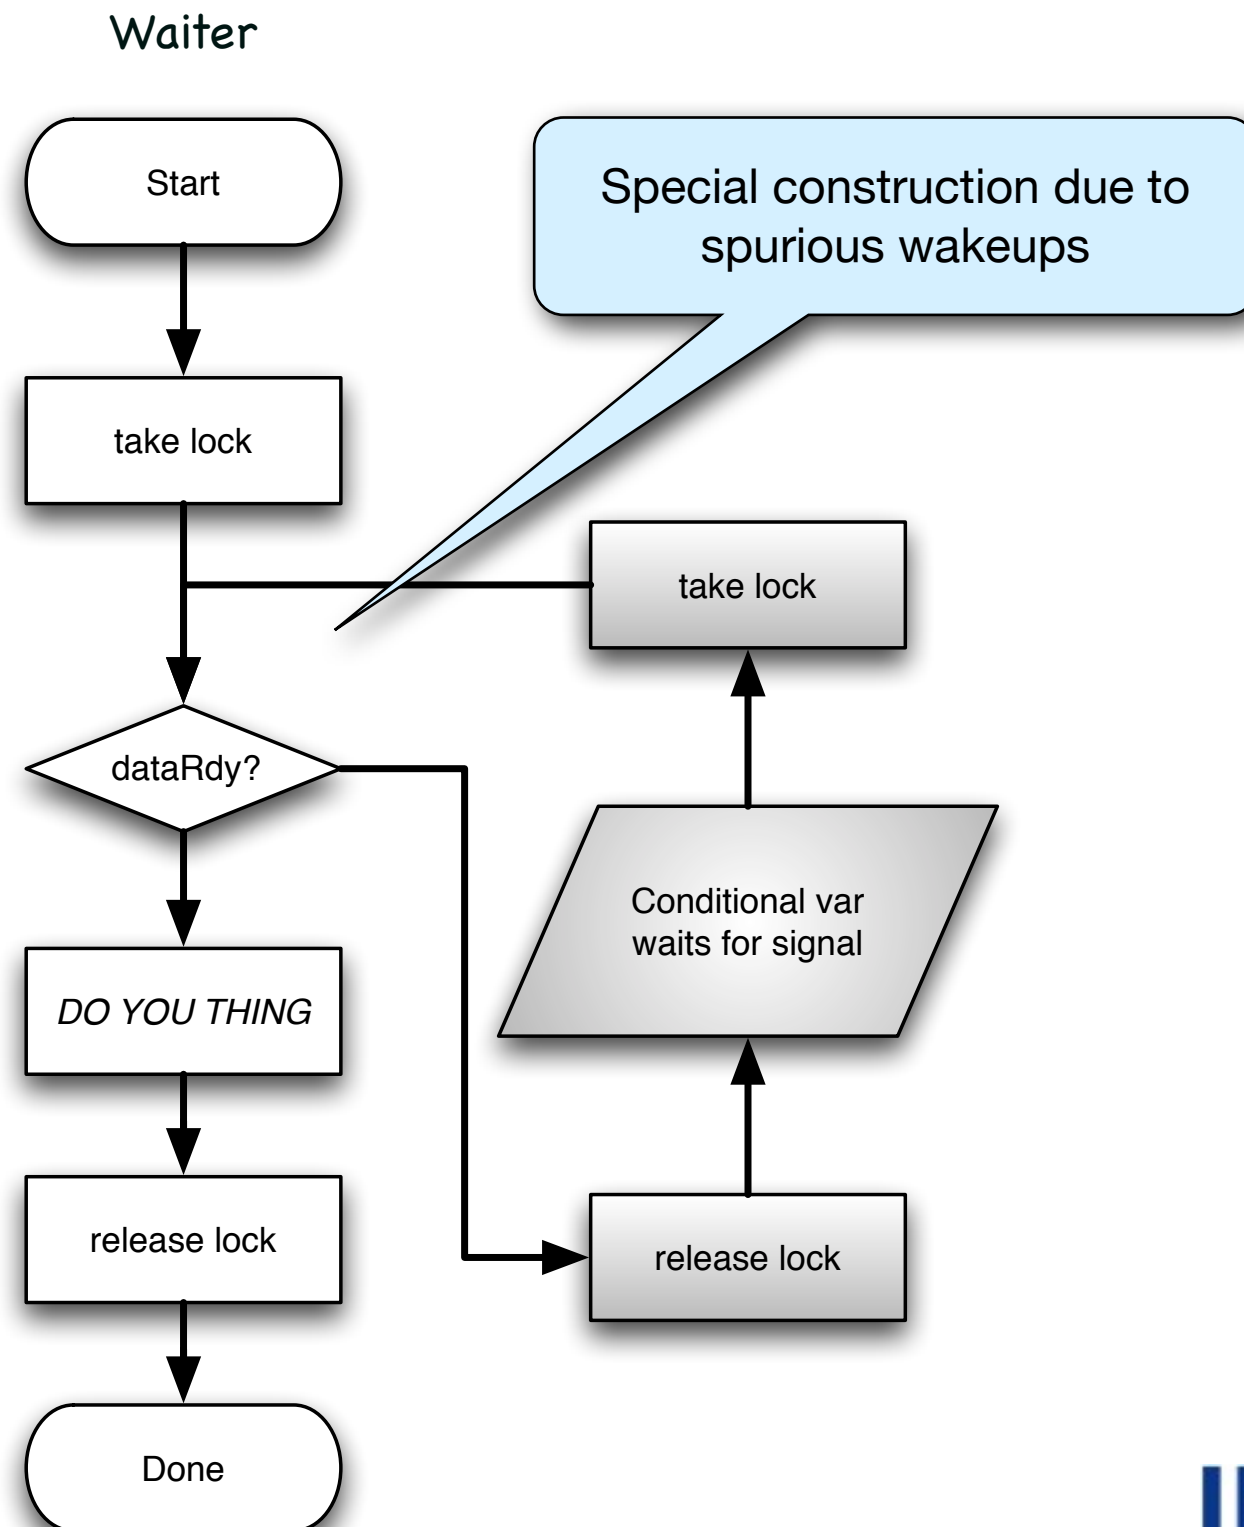 Waiter
Start
Special construction due to
spurious wakeups
take lock
take lock
dataRdy?
Conditional var
waits for signal
DO YOU THING
release lock
release lock
Done